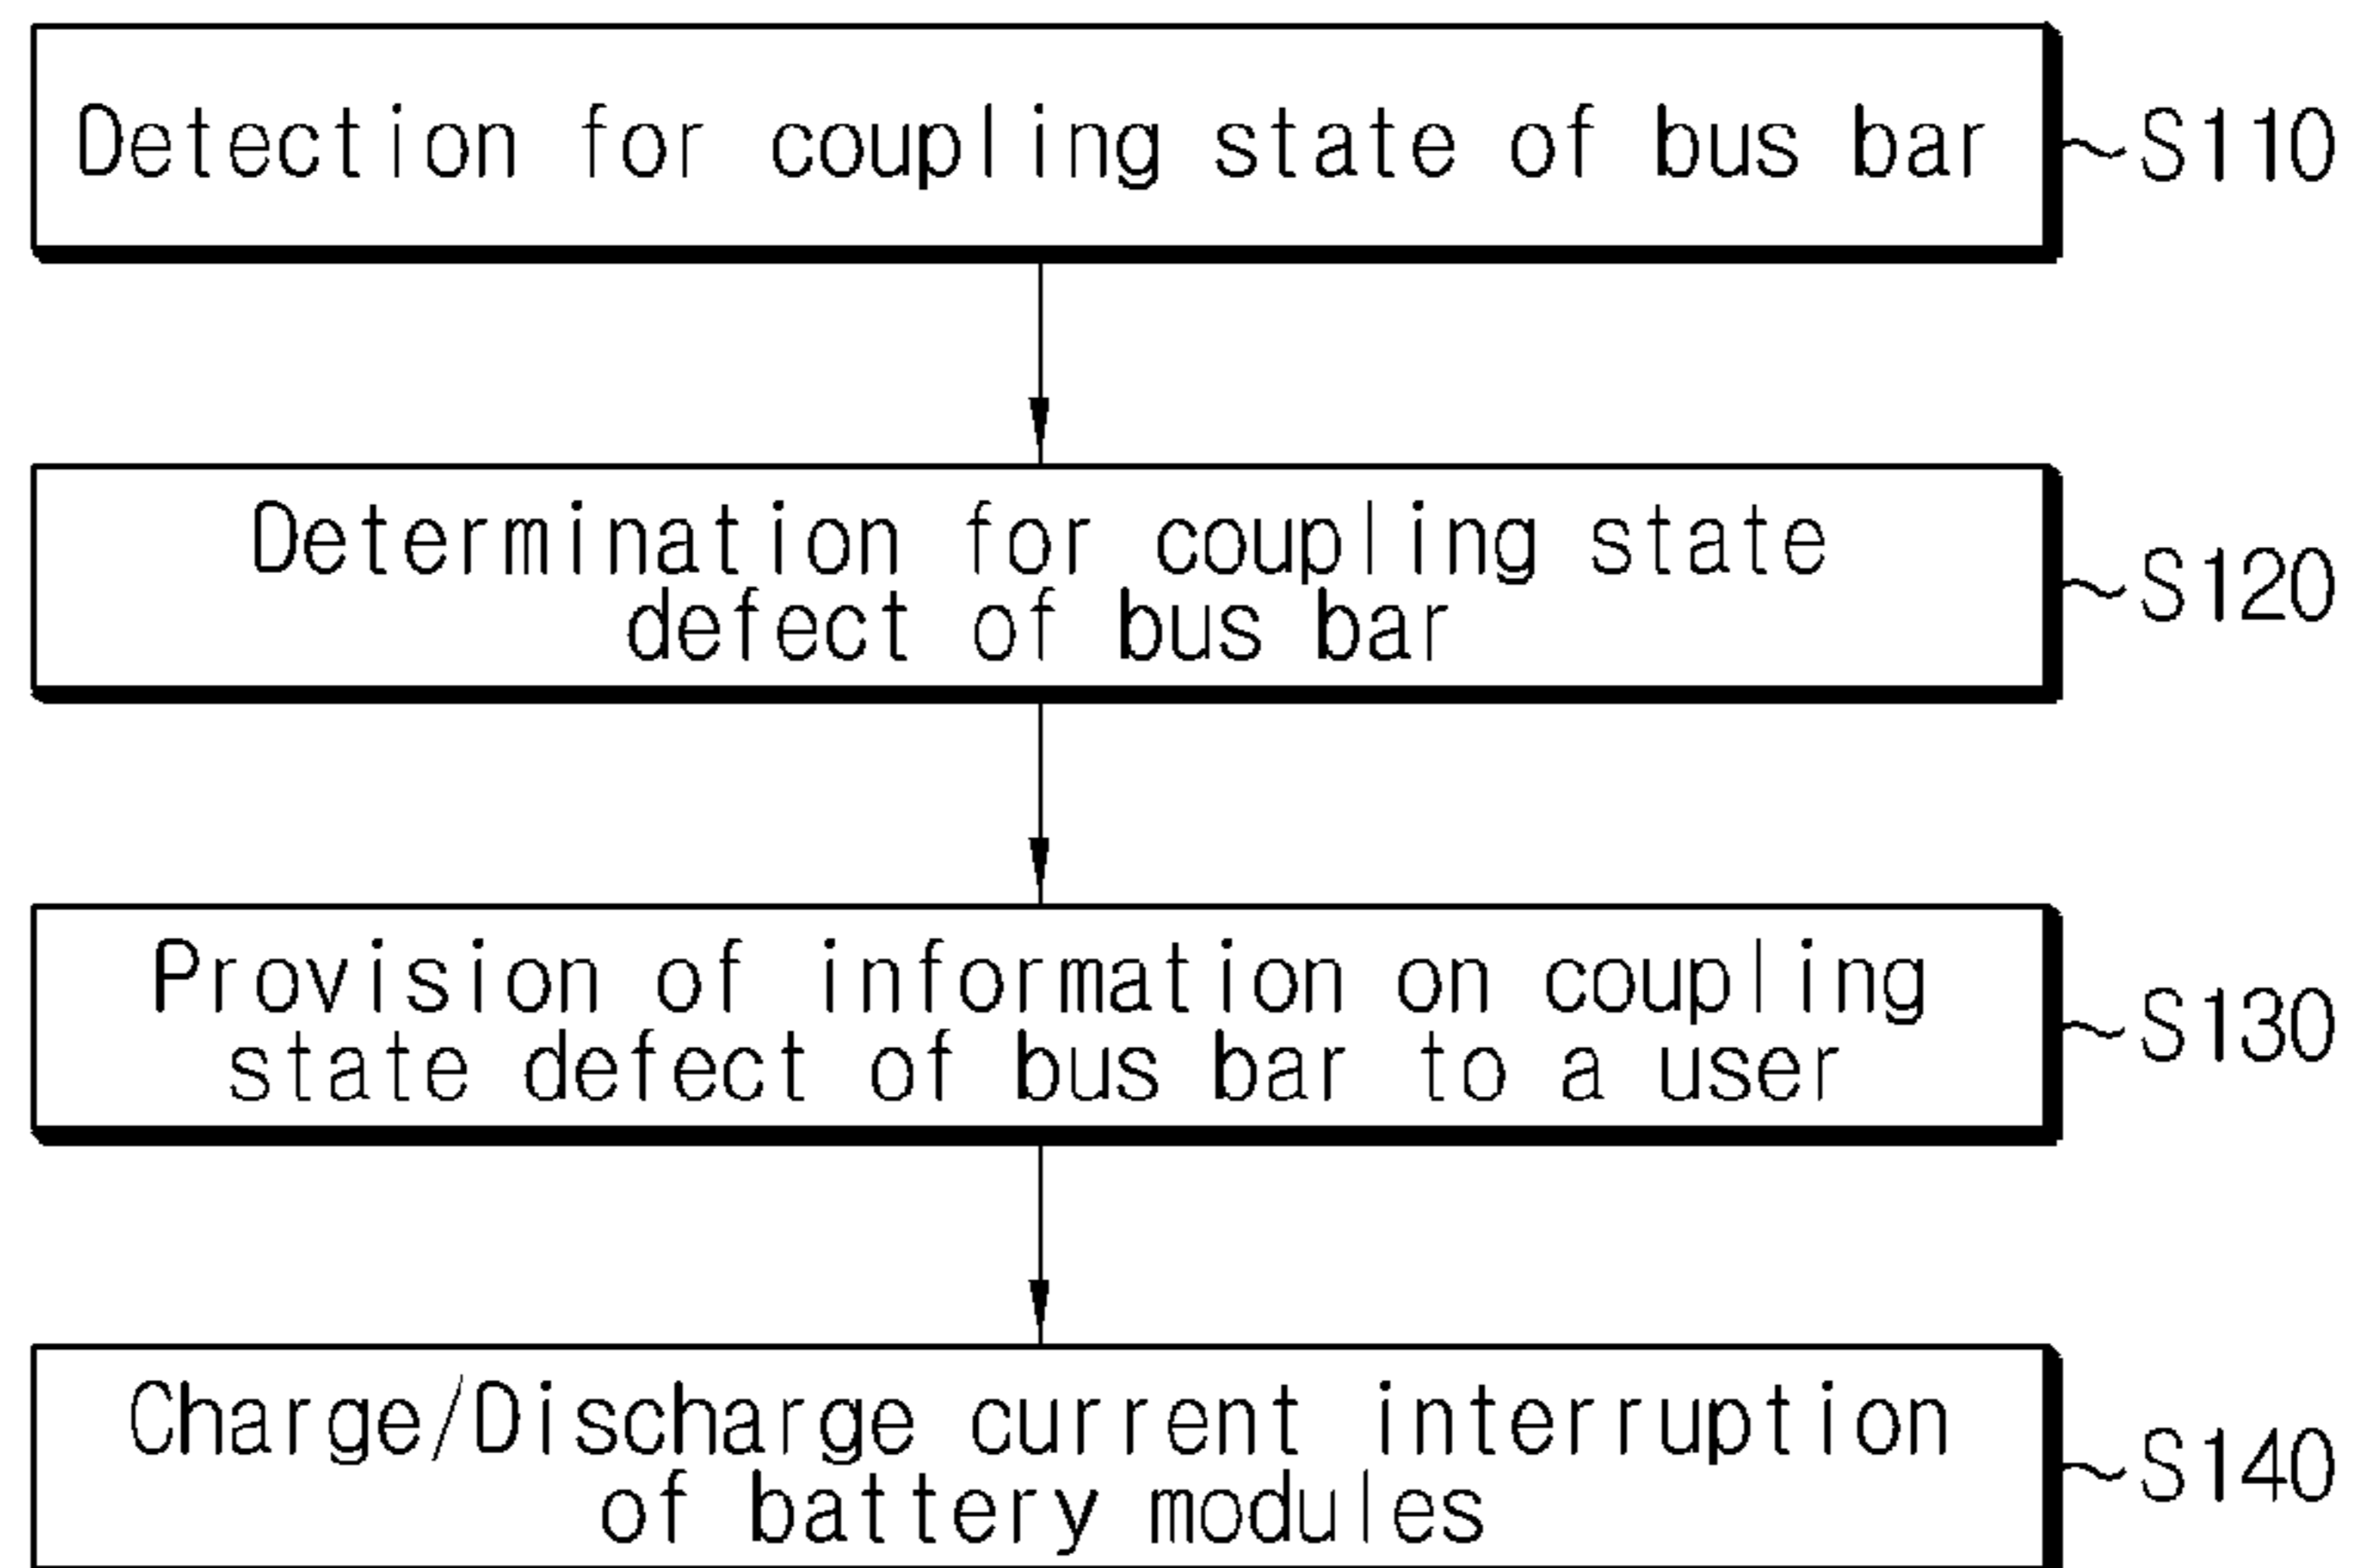 Detection for coupling state of bus bar
S110
Determination for coupling state
defect of bus bar
S120
Provision of information on coupling
state defect of bus bar to a user
S130
Charge/Discharge current interruption
of battery modules
S140